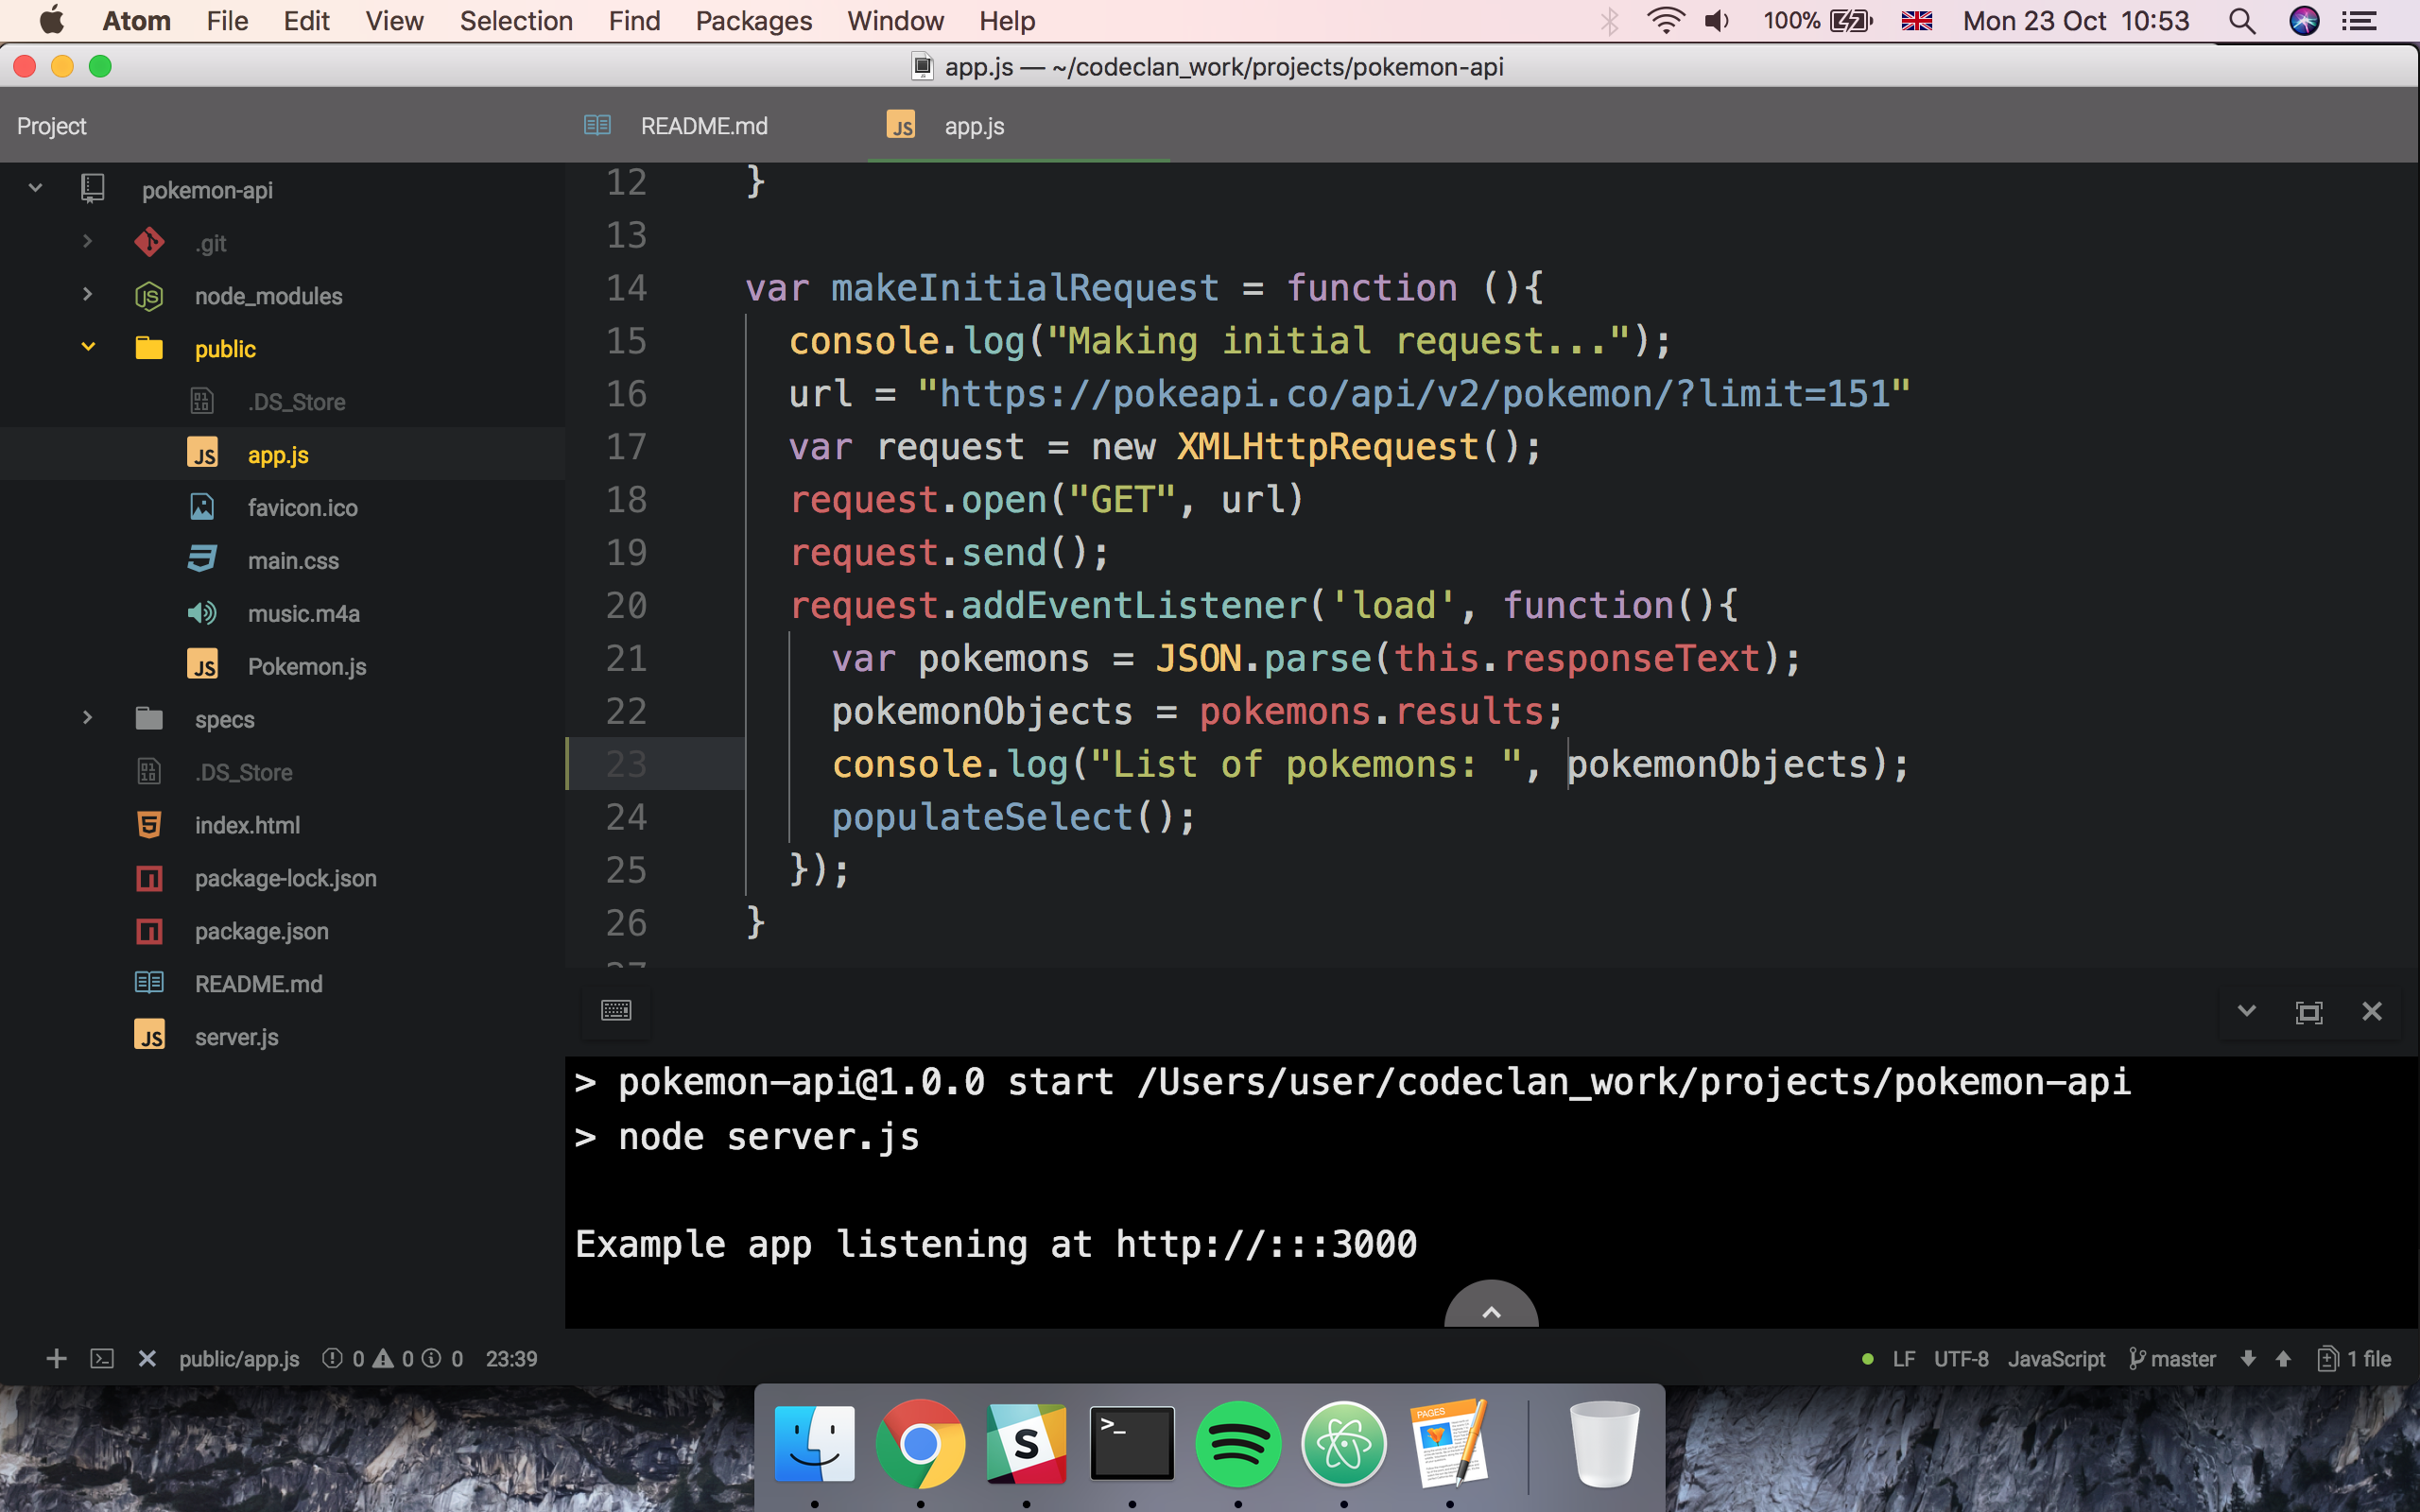 Atom File Edit View Selection Find Packages Window Help 100% Mon 23 Oct 10:53
app.js — ~/codeclan_work/projects/pokemon-api
Project
README.md
JS app.js
pokemon-api
.git
node_modules
public
.DS_Store
JS app.js
favicon.ico
main.css
music.m4a
JS Pokemon.js
specs
.DS_Store
index.html
package-lock.json
package.json
README.md
JS server.js
12 }
13
14 var makeInitialRequest = function (){
15 console.log("Making initial request...");
16 url = "https://pokeapi.co/api/v2/pokemon/?limit=151"
17 var request = new XMLHttpRequest();
18 request.open("GET", url)
19 request.send();
20 request.addEventListener('load', function(){
21 var pokemons = JSON.parse(this.responseText);
22 pokemonObjects = pokemons.results;
23 console.log("List of pokemons: ", pokemonObjects);
24 populateSelect();
25 });
26 }
27
> pokemon-api@1.0.0 start /Users/user/codeclan_work/projects/pokemon-api
> node server.js
Example app listening at http://:::3000
public/app.js 0 0 0 23:39 LF UTF-8 JavaScript master 1 file
S >_ PAGES